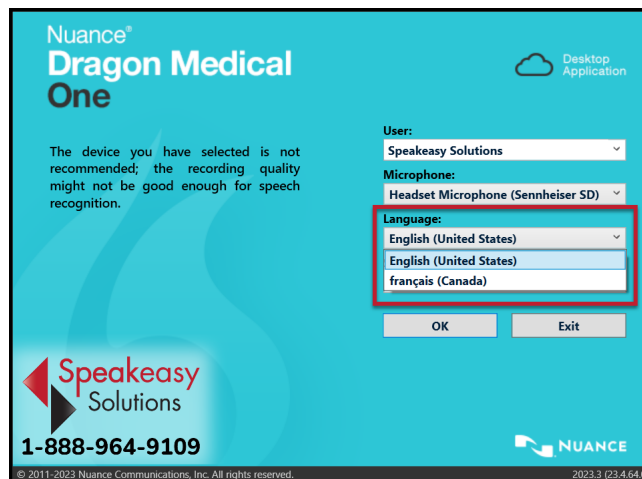 Nuance®
Dragon Medical
One
Desktop
Application
The device you have selected is not
recommended; the recording quality
might not be good enough for speech
recognition.
User:
Speakeasy Solutions
Microphone:
Headset Microphone (Sennheiser SD)
Language:
English (United States)
English (United States)
français (Canada)
OK
Exit
Speakeasy
Solutions
1-888-964-9109
NUANCE
© 2011-2023 Nuance Communications, Inc. All rights reserved.
2023.3 (23.4.64.